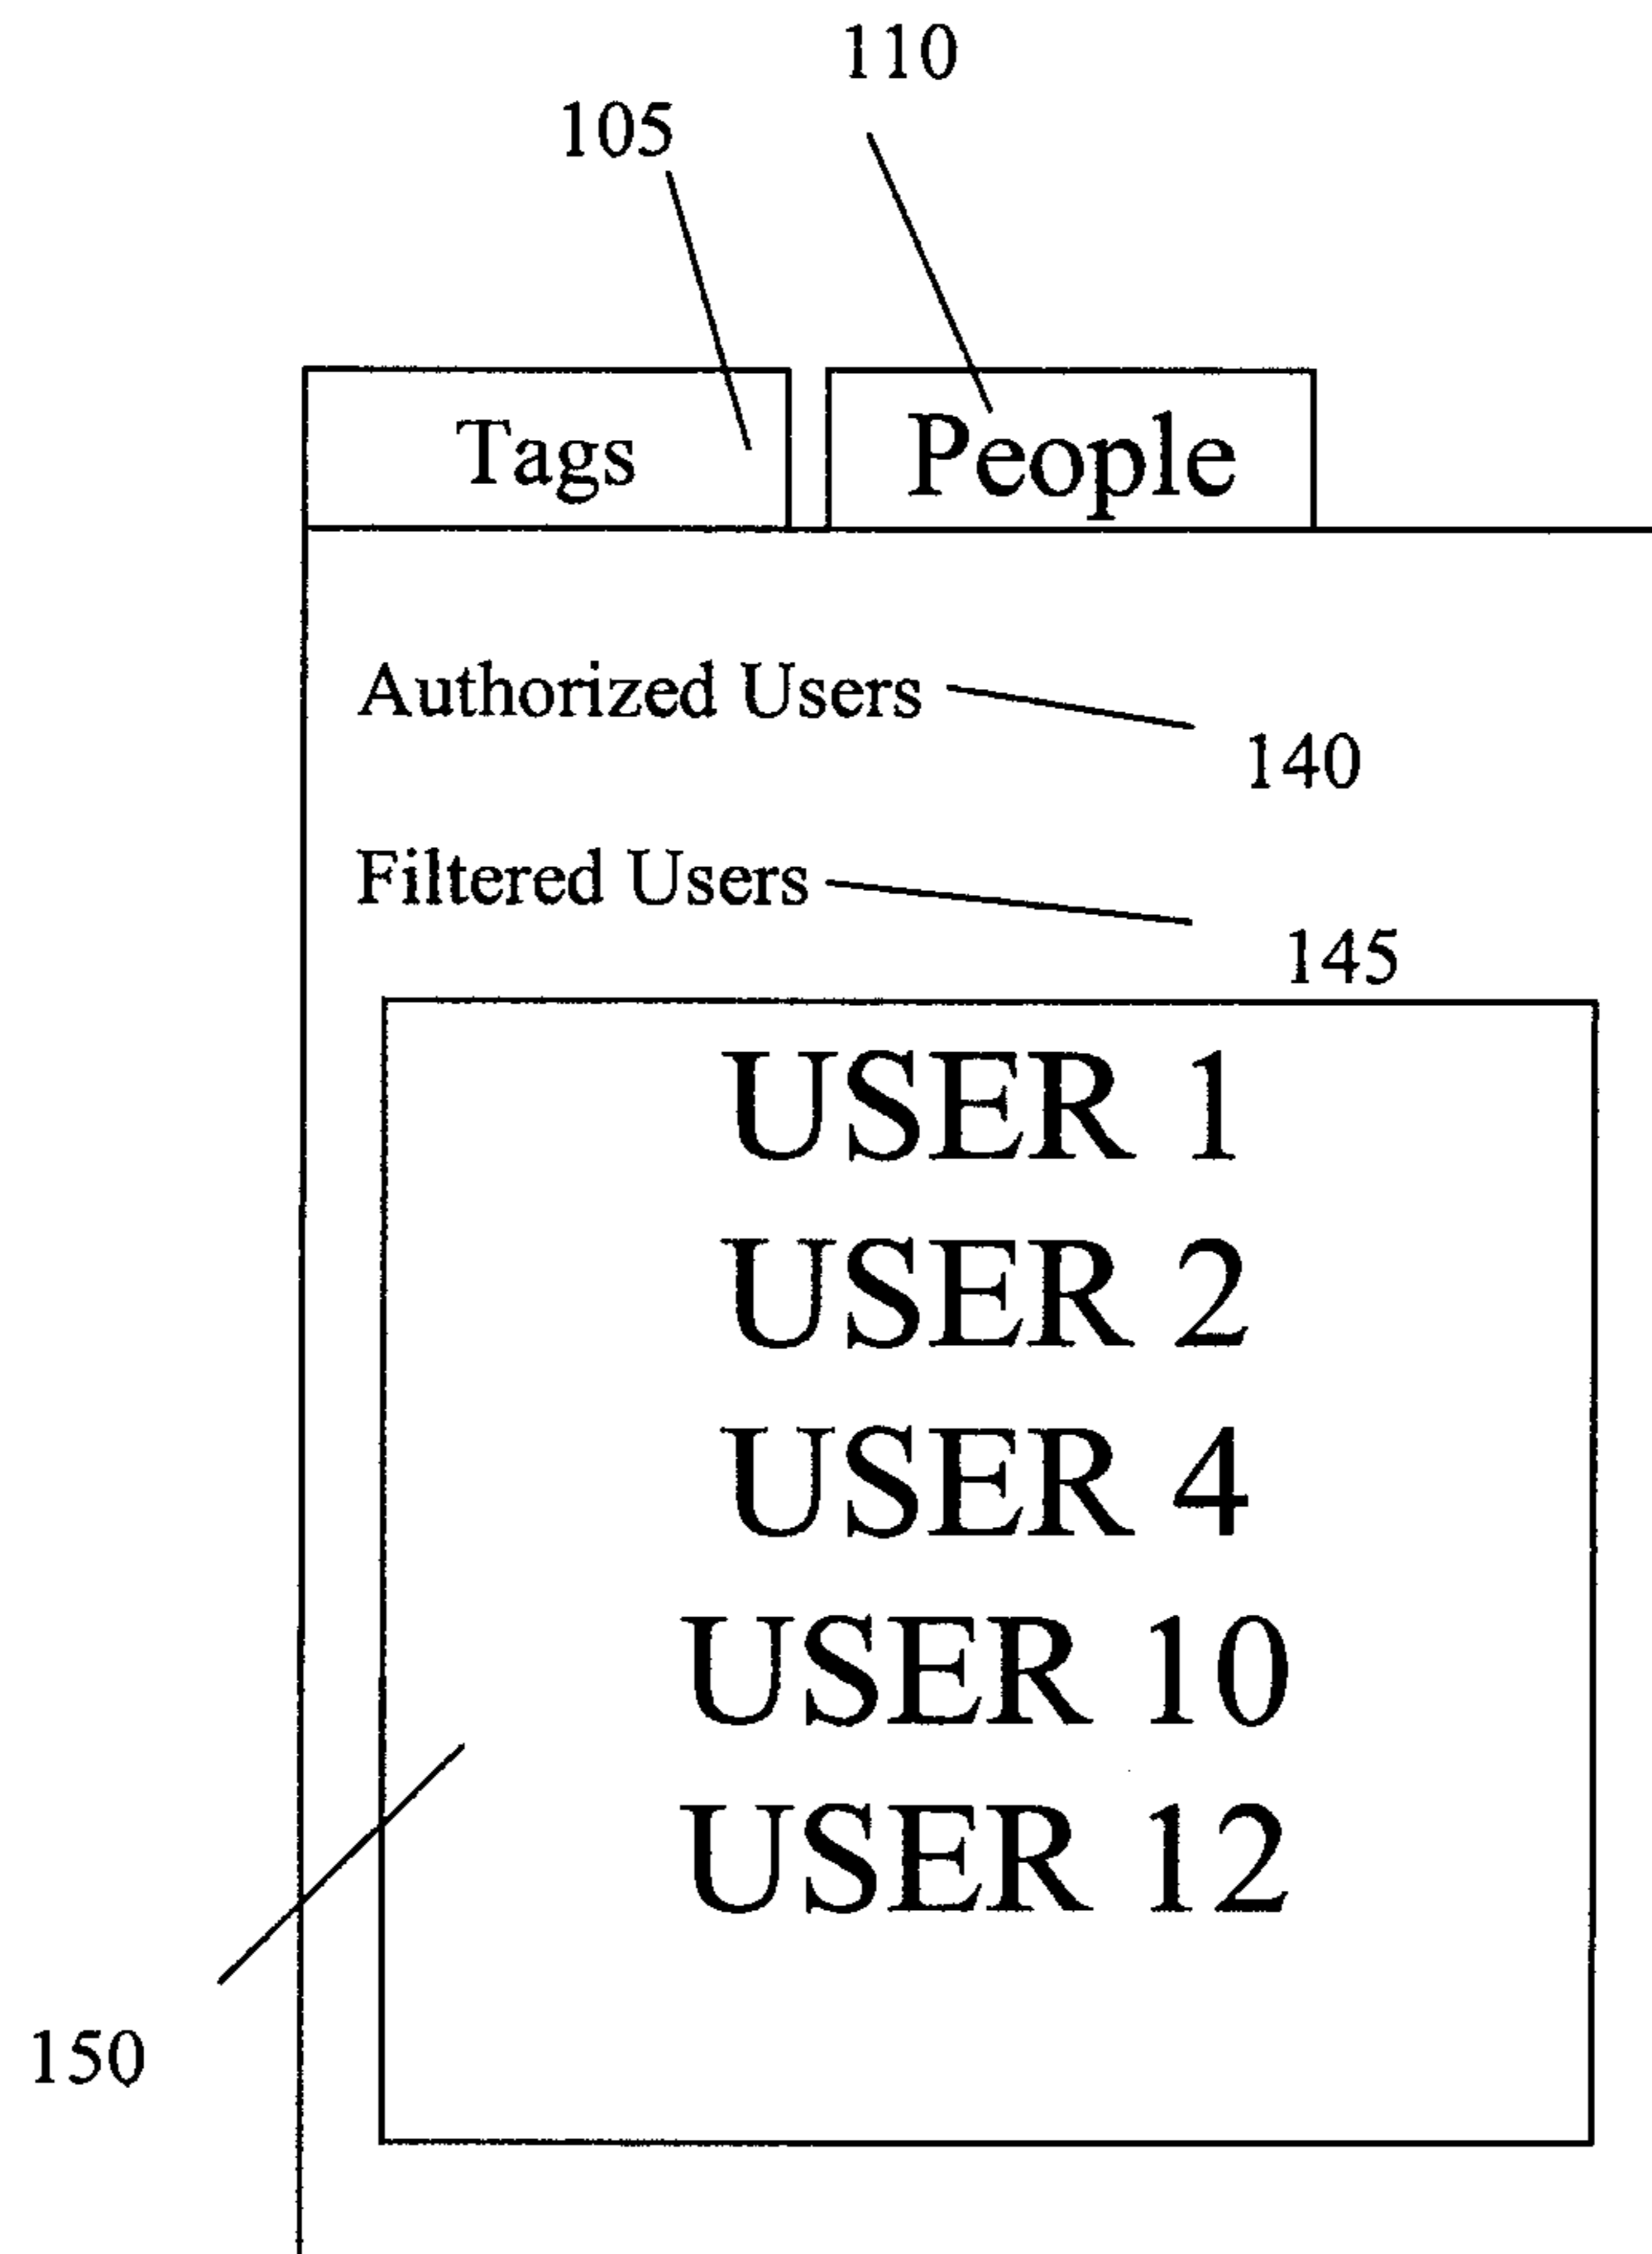 110
105
Tags People
Authorized Users
140
Filtered Users
145
USER 1
USER 2
USER 4
USER 10
USER 12
150